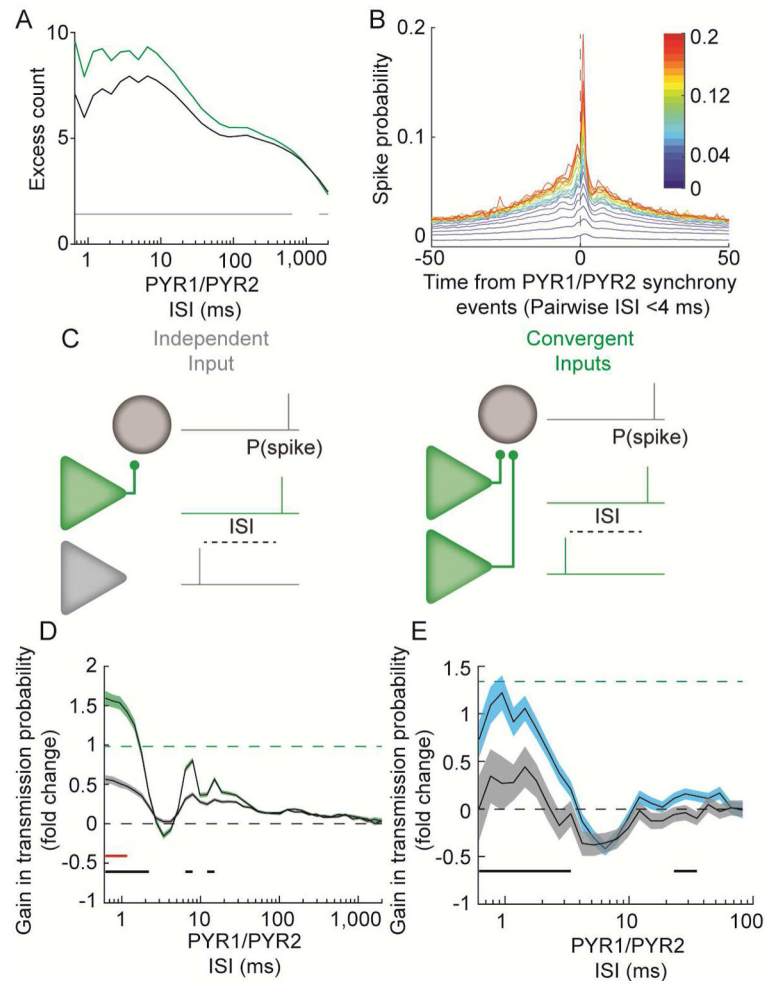 A
10
5
0
Excess count
1
10
100
1,000
PYR1/PYR2
ISI (ms)
B
0.2
0.1
0
Spike probability
0.2
0.12
0.04
0
-50
0
50
Time from PYR1/PYR2 synchrony
events (Pairwise ISI <4 ms)
C
Independent
Input
P(spike)
ISI
Convergent
Inputs
P(spike)
ISI
D
Gain in transmission probability
(fold change)
2
1.5
1
0.5
0
-0.5
-1
1
10
100
1,000
PYR1/PYR2
ISI (ms)
E
Gain in transmission probability
(fold change)
1.5
1
0.5
0
-0.5
-1
1
10
100
PYR1/PYR2
ISI (ms)